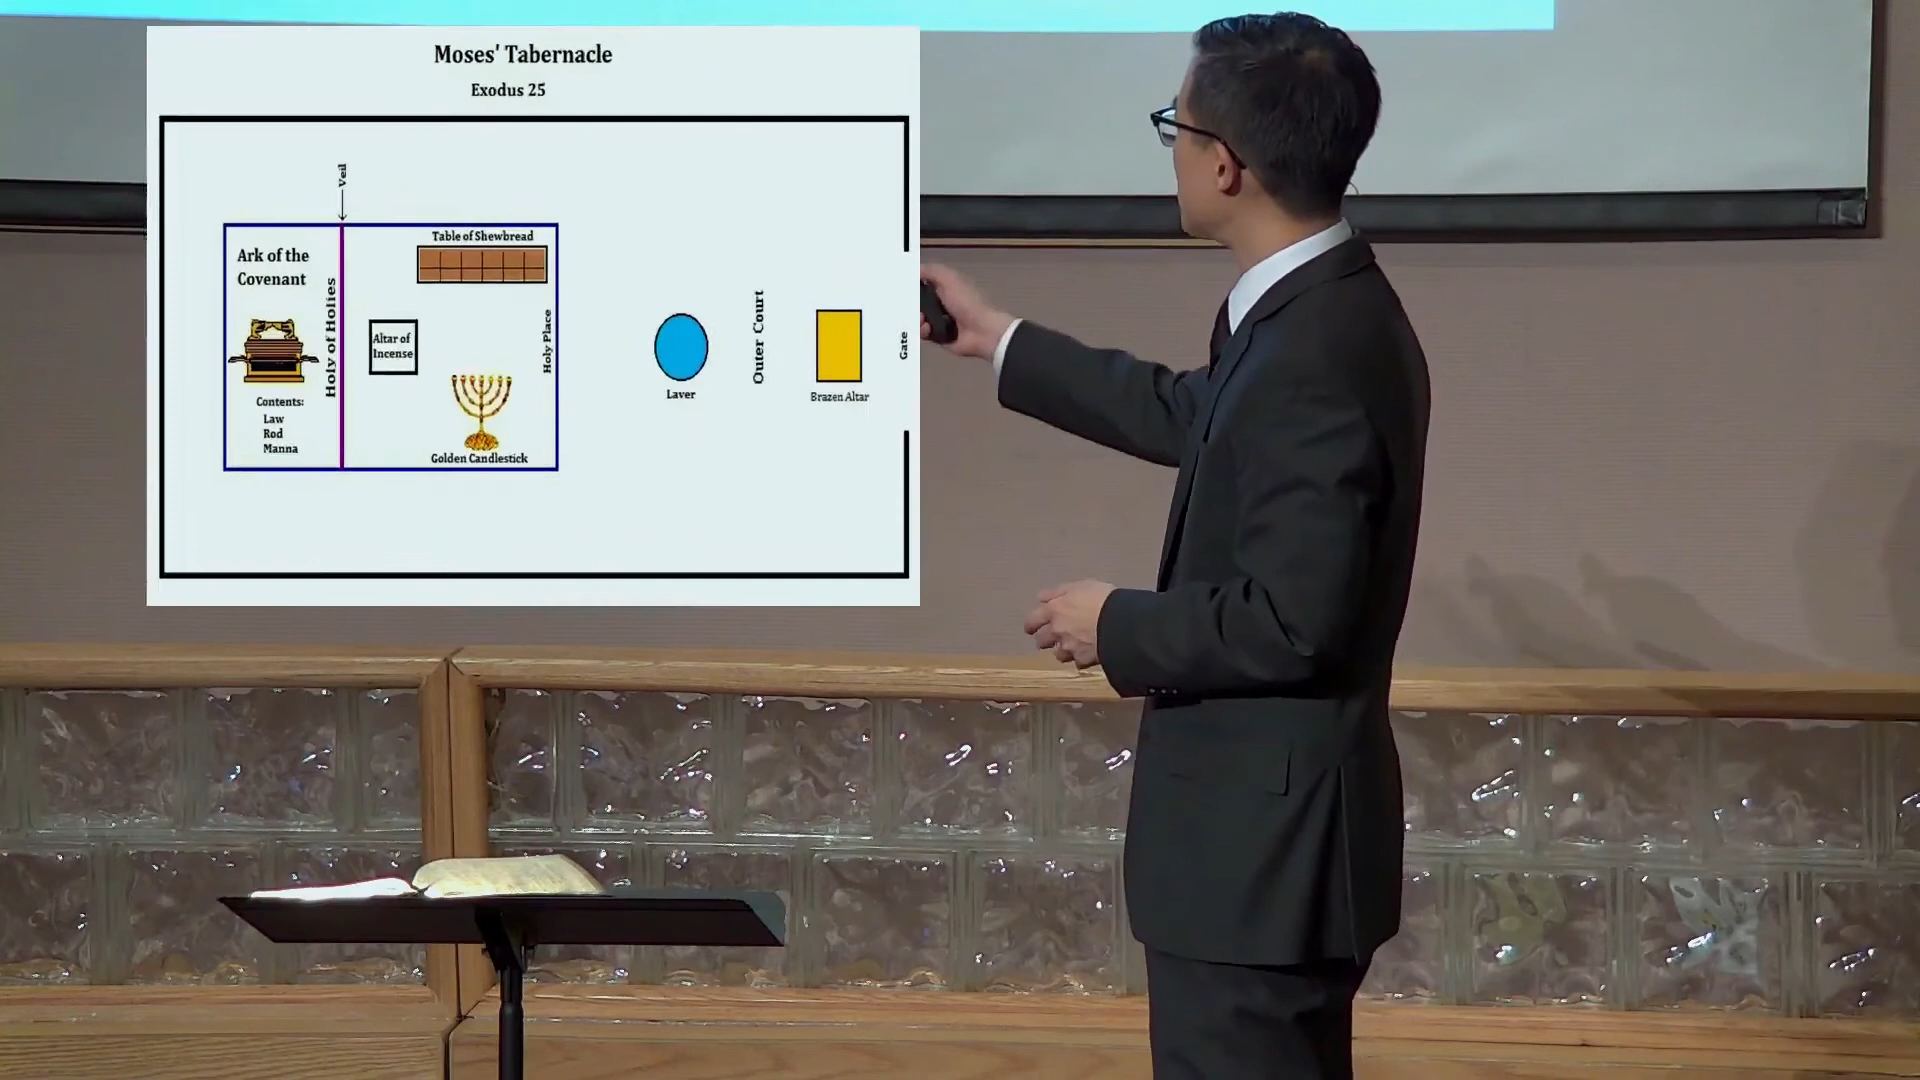 Moses' Tabernacle
Exodus 25
Veil
Ark of the
Covenant
Holy of Holies
Contents:
Law
Rod
Manna
Table of Shewbread
Altar of
Incense
Golden Candlestick
Holy Place
Laver
Outer Court
Brazen Altar
Gate